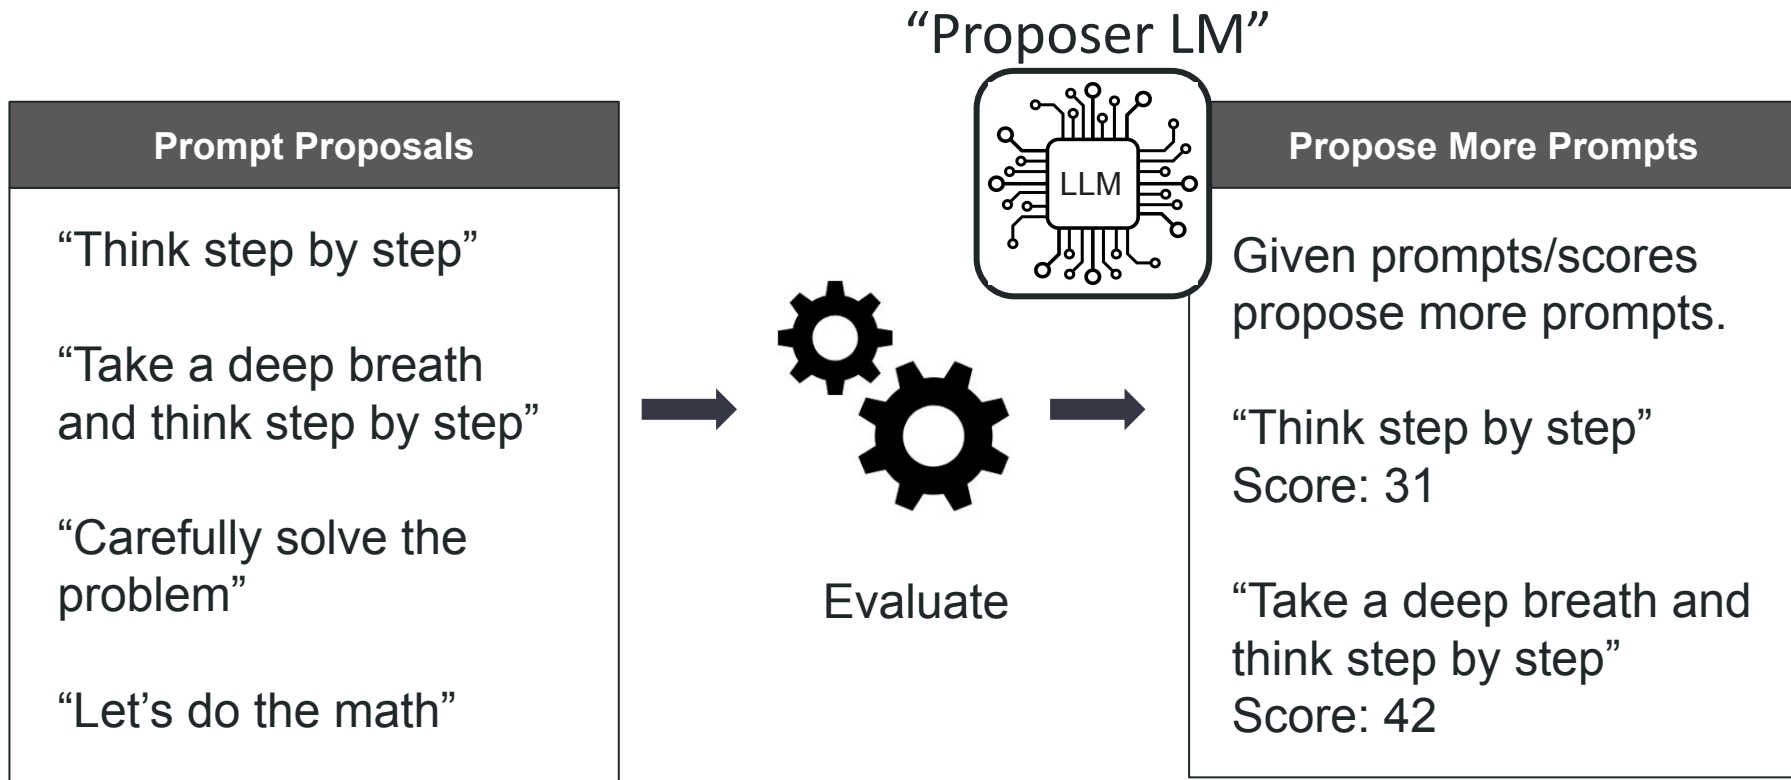 “Proposer LM”
Prompt Proposals
“Think step by step”
“Take a deep breath
and think step by step”
“Carefully solve the
problem”
“Let’s do the math”
Evaluate
LLM
Propose More Prompts
Given prompts/scores
propose more prompts.
“Think step by step”
Score: 31
“Take a deep breath and
think step by step”
Score: 42